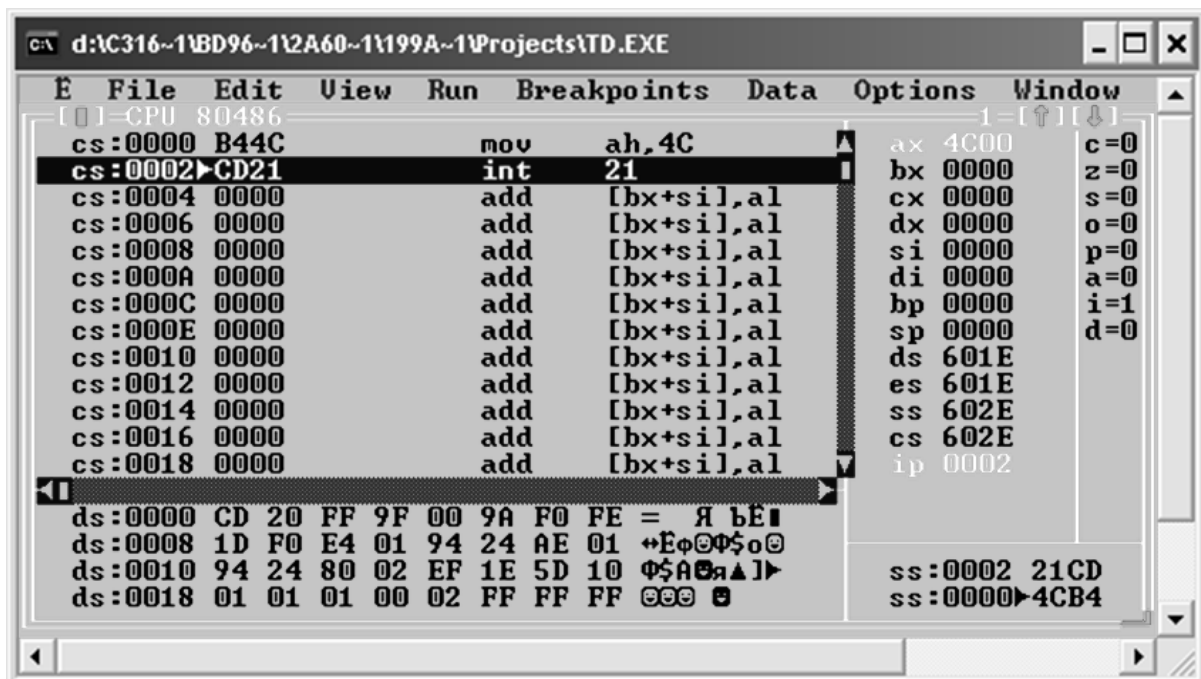 d:\C316~1\BD96~1\2A60~1\199A~1\Projects\TD.EXE
Ё File Edit View Run Breakpoints Data Options Window
[▯]=CPU 80486 1=[↑][↓]
cs:0000 B44C mov ah,4C ax 4C00 c=0
cs:0002►CD21 int 21 bx 0000 z=0
cs:0004 0000 add [bx+si],al cx 0000 s=0
cs:0006 0000 add [bx+si],al dx 0000 o=0
cs:0008 0000 add [bx+si],al si 0000 p=0
cs:000A 0000 add [bx+si],al di 0000 a=0
cs:000C 0000 add [bx+si],al bp 0000 i=1
cs:000E 0000 add [bx+si],al sp 0000 d=0
cs:0010 0000 add [bx+si],al ds 601E
cs:0012 0000 add [bx+si],al es 601E
cs:0014 0000 add [bx+si],al ss 602E
cs:0016 0000 add [bx+si],al cs 602E
cs:0018 0000 add [bx+si],al ip 0002
ds:0000 CD 20 FF 9F 00 9A F0 FE = Я ЪЁ■
ds:0008 1D F0 E4 01 94 24 AE 01 ↔Ёф☺Ф$о☺
ds:0010 94 24 80 02 EF 1E 5D 10 Ф$А☻я▲]► ss:0002 21CD
ds:0018 01 01 01 00 02 FF FF FF ☺☺☺ ☻ ss:0000►4CB4